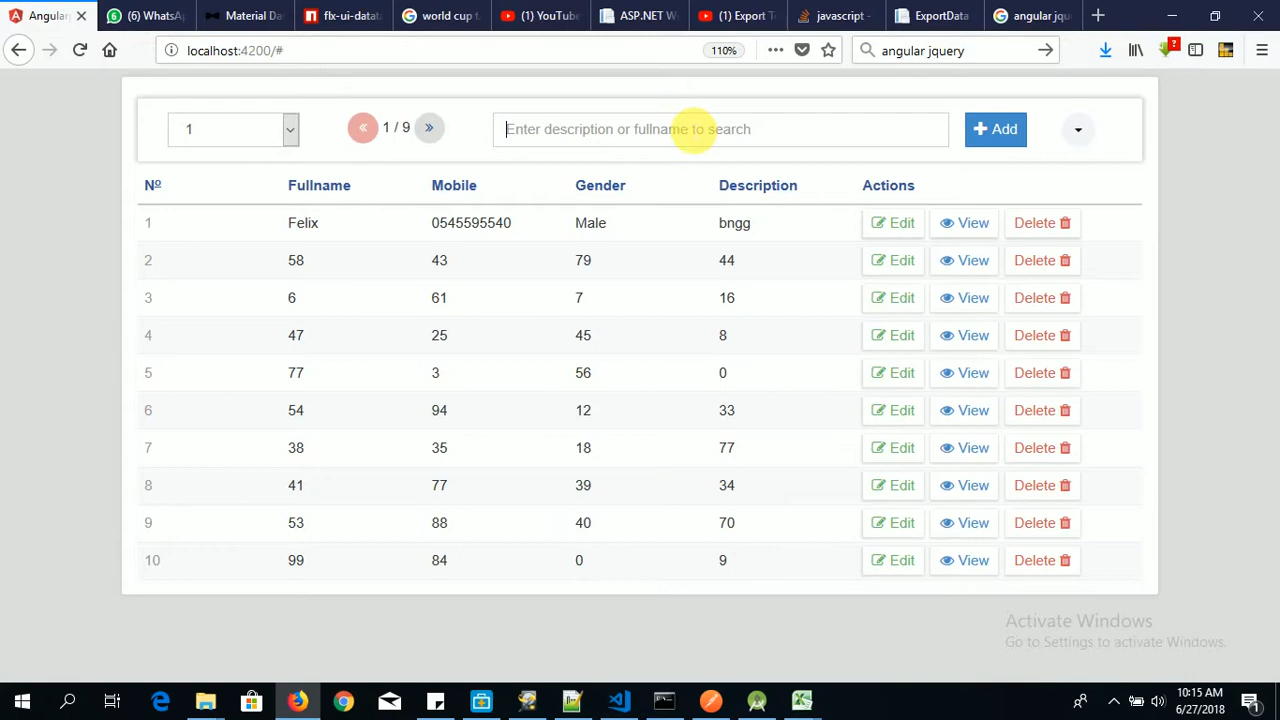 Angular
(6) WhatsA
Material Da
flx-ui-datat
world cup f
(1) YouTube
ASP.NET W
(1) Export T
javascript -
ExportData
angular jqu
localhost:4200/#
110%
angular jquery
1
« 1 / 9 »
Enter description or fullname to search
Add
Nº Fullname Mobile Gender Description Actions
1 Felix 0545595540 Male bngg Edit View Delete
2 58 43 79 44 Edit View Delete
3 6 61 7 16 Edit View Delete
4 47 25 45 8 Edit View Delete
5 77 3 56 0 Edit View Delete
6 54 94 12 33 Edit View Delete
7 38 35 18 77 Edit View Delete
8 41 77 39 34 Edit View Delete
9 53 88 40 70 Edit View Delete
10 99 84 0 9 Edit View Delete
Activate Windows
Go to Settings to activate Windows.
10:15 AM
6/27/2018